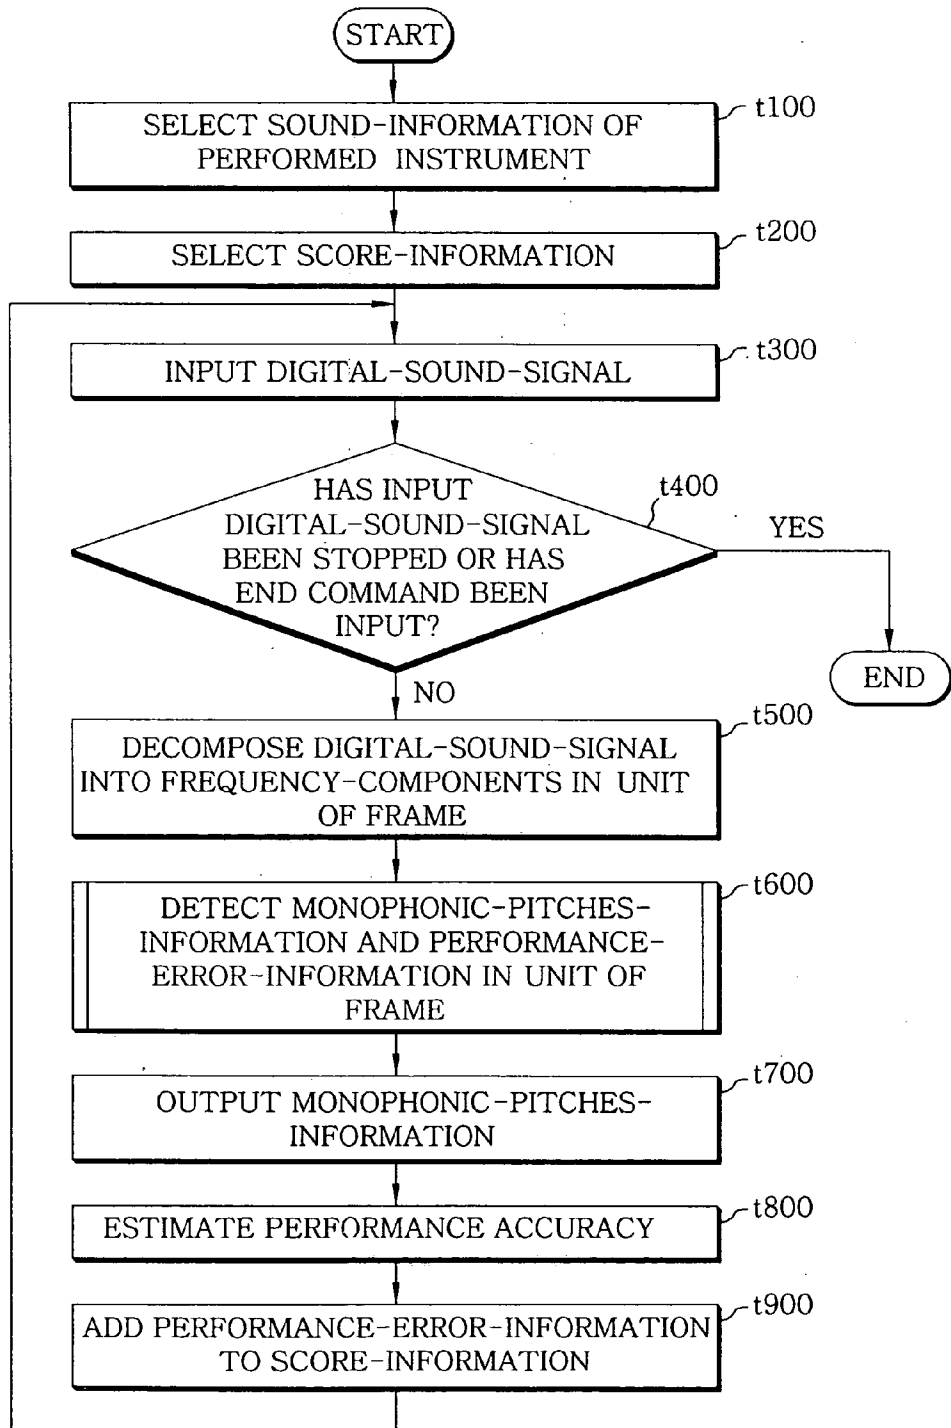 START
t100
SELECT SOUND-INFORMATION OF
PERFORMED INSTRUMENT
t200
SELECT SCORE-INFORMATION
t300
INPUT DIGITAL-SOUND-SIGNAL
t400
HAS INPUT
DIGITAL-SOUND-SIGNAL
BEEN STOPPED OR HAS
END COMMAND BEEN
INPUT?
YES
END
NO
t500
DECOMPOSE DIGITAL-SOUND-SIGNAL
INTO FREQUENCY-COMPONENTS IN UNIT
OF FRAME
t600
DETECT MONOPHONIC-PITCHES-
INFORMATION AND PERFORMANCE-
ERROR-INFORMATION IN UNIT OF
FRAME
t700
OUTPUT MONOPHONIC-PITCHES-
INFORMATION
t800
ESTIMATE PERFORMANCE ACCURACY
t900
ADD PERFORMANCE-ERROR-INFORMATION
TO SCORE-INFORMATION